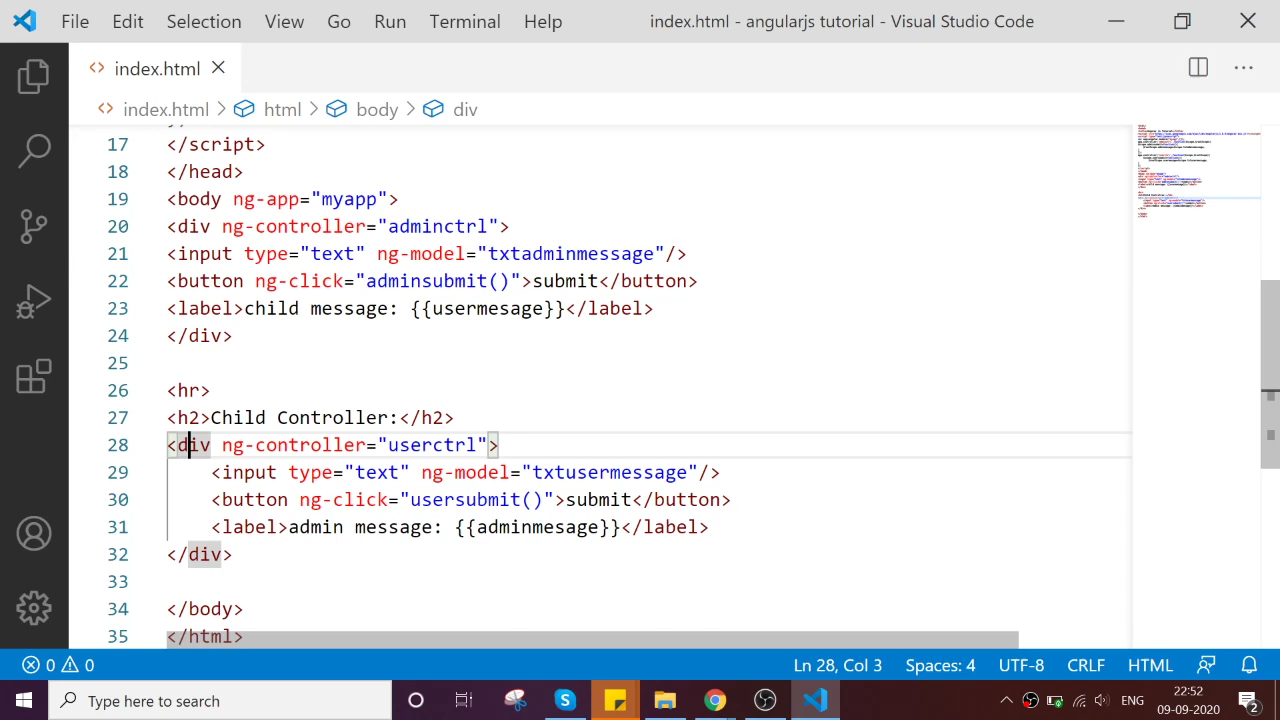 File Edit Selection View Go Run Terminal Help index.html - angularjs tutorial - Visual Studio Code
index.html
index.html > html > body > div
17 </script>
18 </head>
19 <body ng-app="myapp">
20 <div ng-controller="adminctrl">
21 <input type="text" ng-model="txtadminmessage"/>
22 <button ng-click="adminsubmit()">submit</button>
23 <label>child message: {{usermesage}}</label>
24 </div>
25
26 <hr>
27 <h2>Child Controller:</h2>
28 <div ng-controller="userctrl">
29 <input type="text" ng-model="txtusermessage"/>
30 <button ng-click="usersubmit()">submit</button>
31 <label>admin message: {{adminmesage}}</label>
32 </div>
33
34 </body>
35 </html>
0 0 Ln 28, Col 3 Spaces: 4 UTF-8 CRLF HTML
Type here to search ENG 22:52
09-09-2020 2